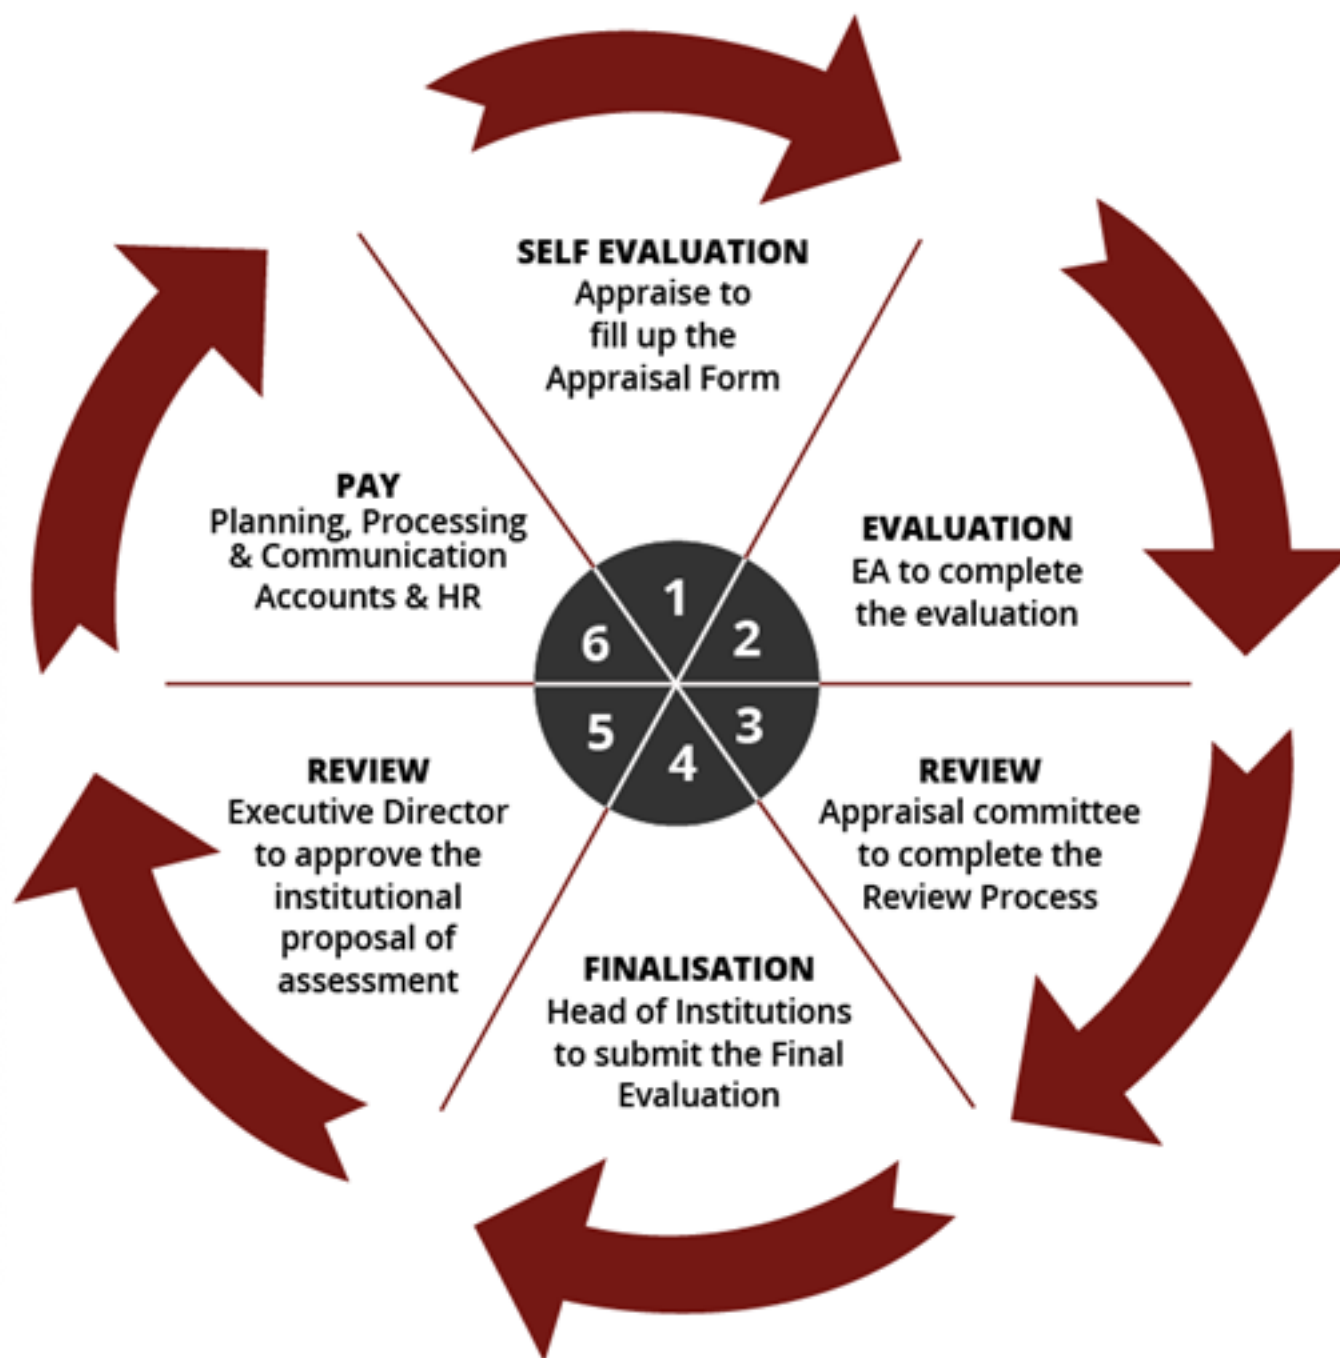 SELF EVALUATION
Appraise to
fill up the
Appraisal Form
EVALUATION
EA to complete
the evaluation
REVIEW
Appraisal committee
to complete the
Review Process
FINALISATION
Head of Institutions
to submit the Final
Evaluation
REVIEW
Executive Director
to approve the
institutional
proposal of
assessment
PAY
Planning, Processing
& Communication
Accounts & HR
1
2
3
4
5
6